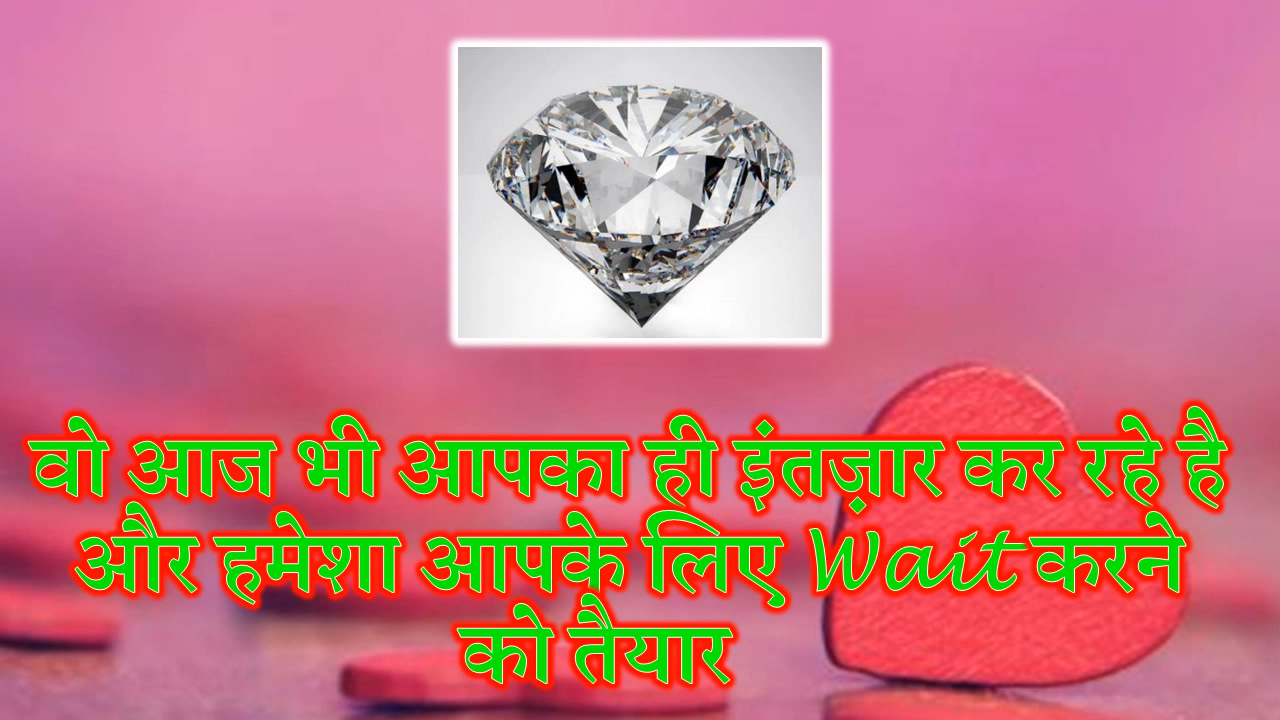 वो आज भी आपका ही इंतज़ार कर रहे है
और हमेशा आपके लिए Wait करने
को तैयार